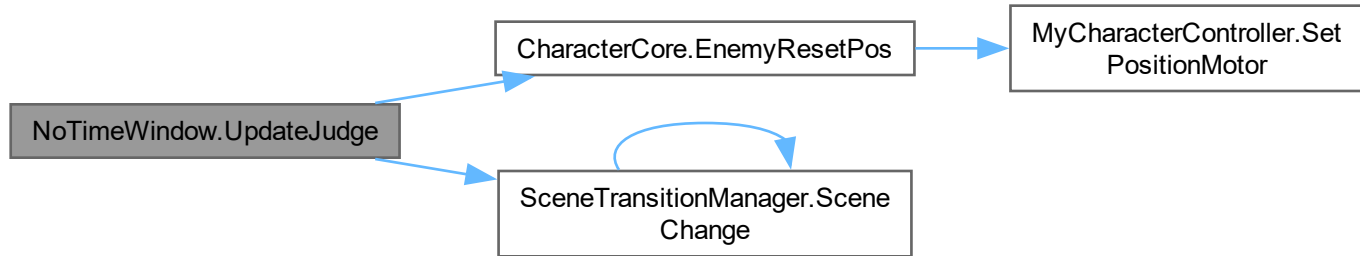 NoTimeWindow.UpdateJudge
CharacterCore.EnemyResetPos
MyCharacterController.Set
PositionMotor
SceneTransitionManager.Scene
Change